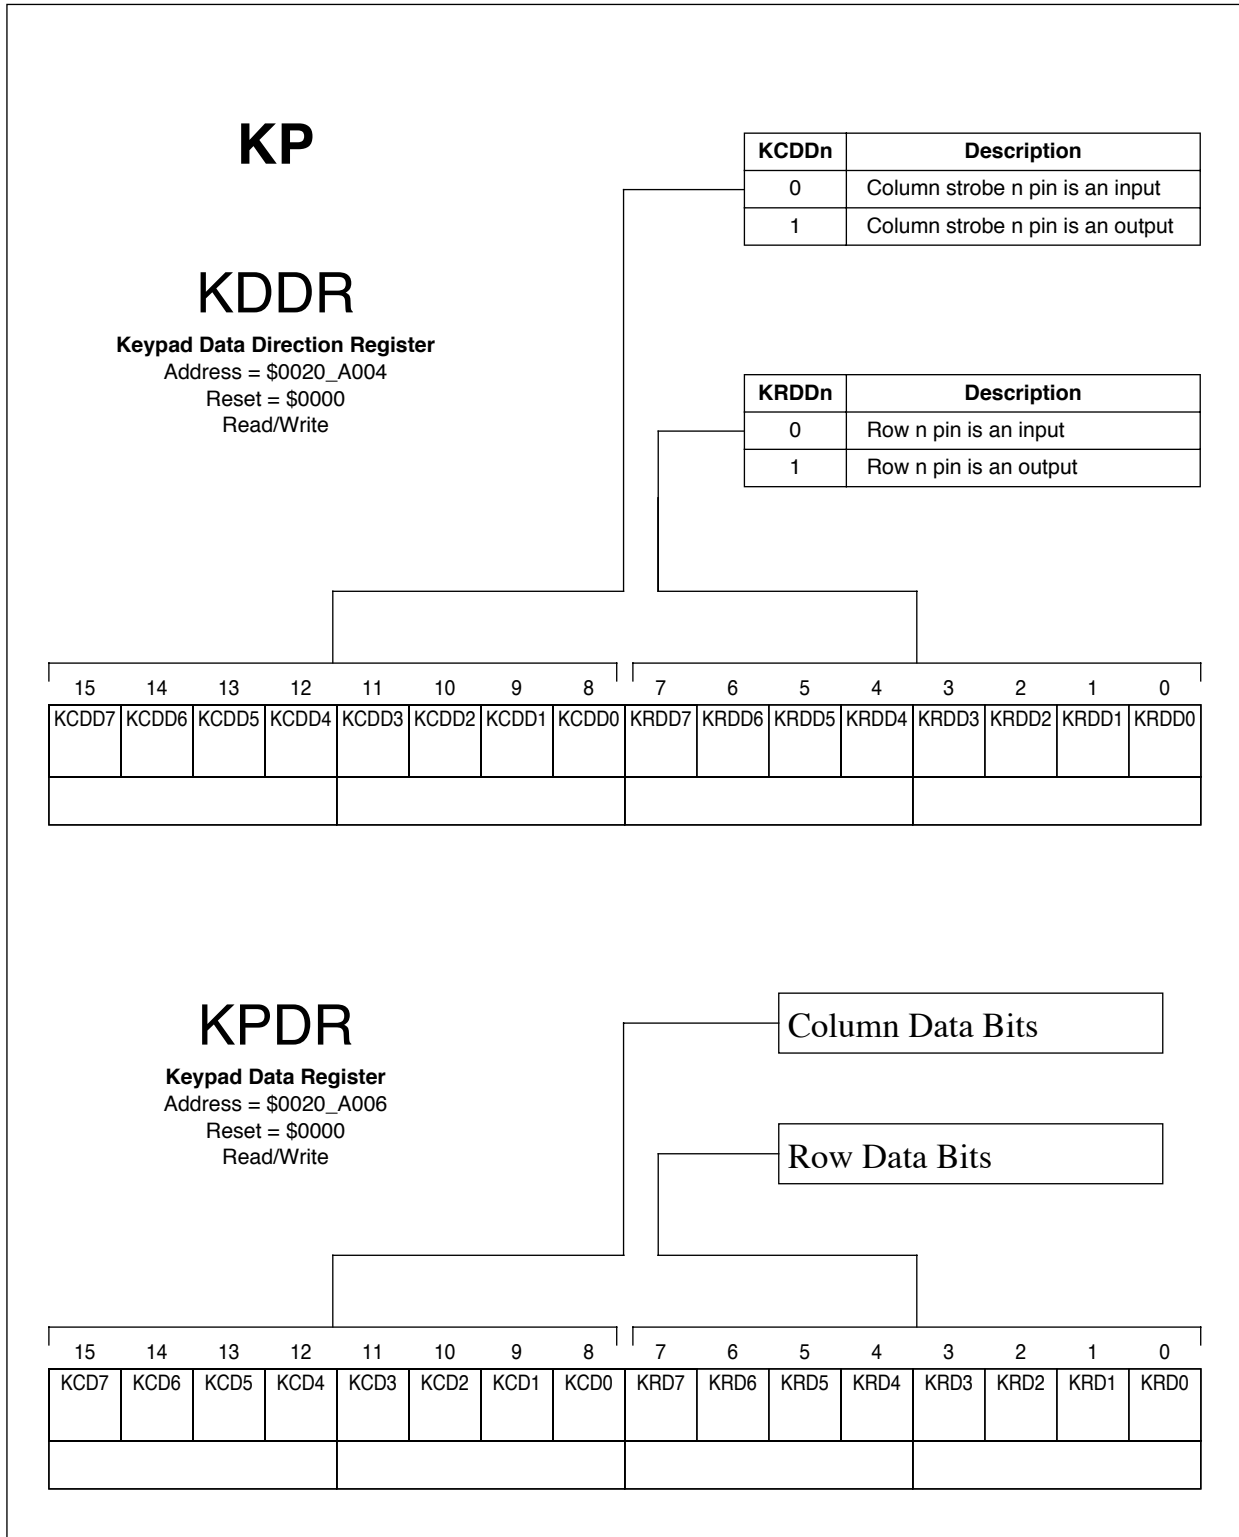 KP
KCDDn Description
0 Column strobe n pin is an input
1 Column strobe n pin is an output
KDDR
Keypad Data Direction Register
Address = $0020_A004
Reset = $0000
Read/Write
KRDDn Description
0 Row n pin is an input
1 Row n pin is an output
15 14 13 12 11 10 9 8 7 6 5 4 3 2 1 0
KCDD7 KCDD6 KCDD5 KCDD4 KCDD3 KCDD2 KCDD1 KCDD0 KRDD7 KRDD6 KRDD5 KRDD4 KRDD3 KRDD2 KRDD1 KRDD0
KPDR
Keypad Data Register
Address = $0020_A006
Reset = $0000
Read/Write
Column Data Bits
Row Data Bits
15 14 13 12 11 10 9 8 7 6 5 4 3 2 1 0
KCD7 KCD6 KCD5 KCD4 KCD3 KCD2 KCD1 KCD0 KRD7 KRD6 KRD5 KRD4 KRD3 KRD2 KRD1 KRD0